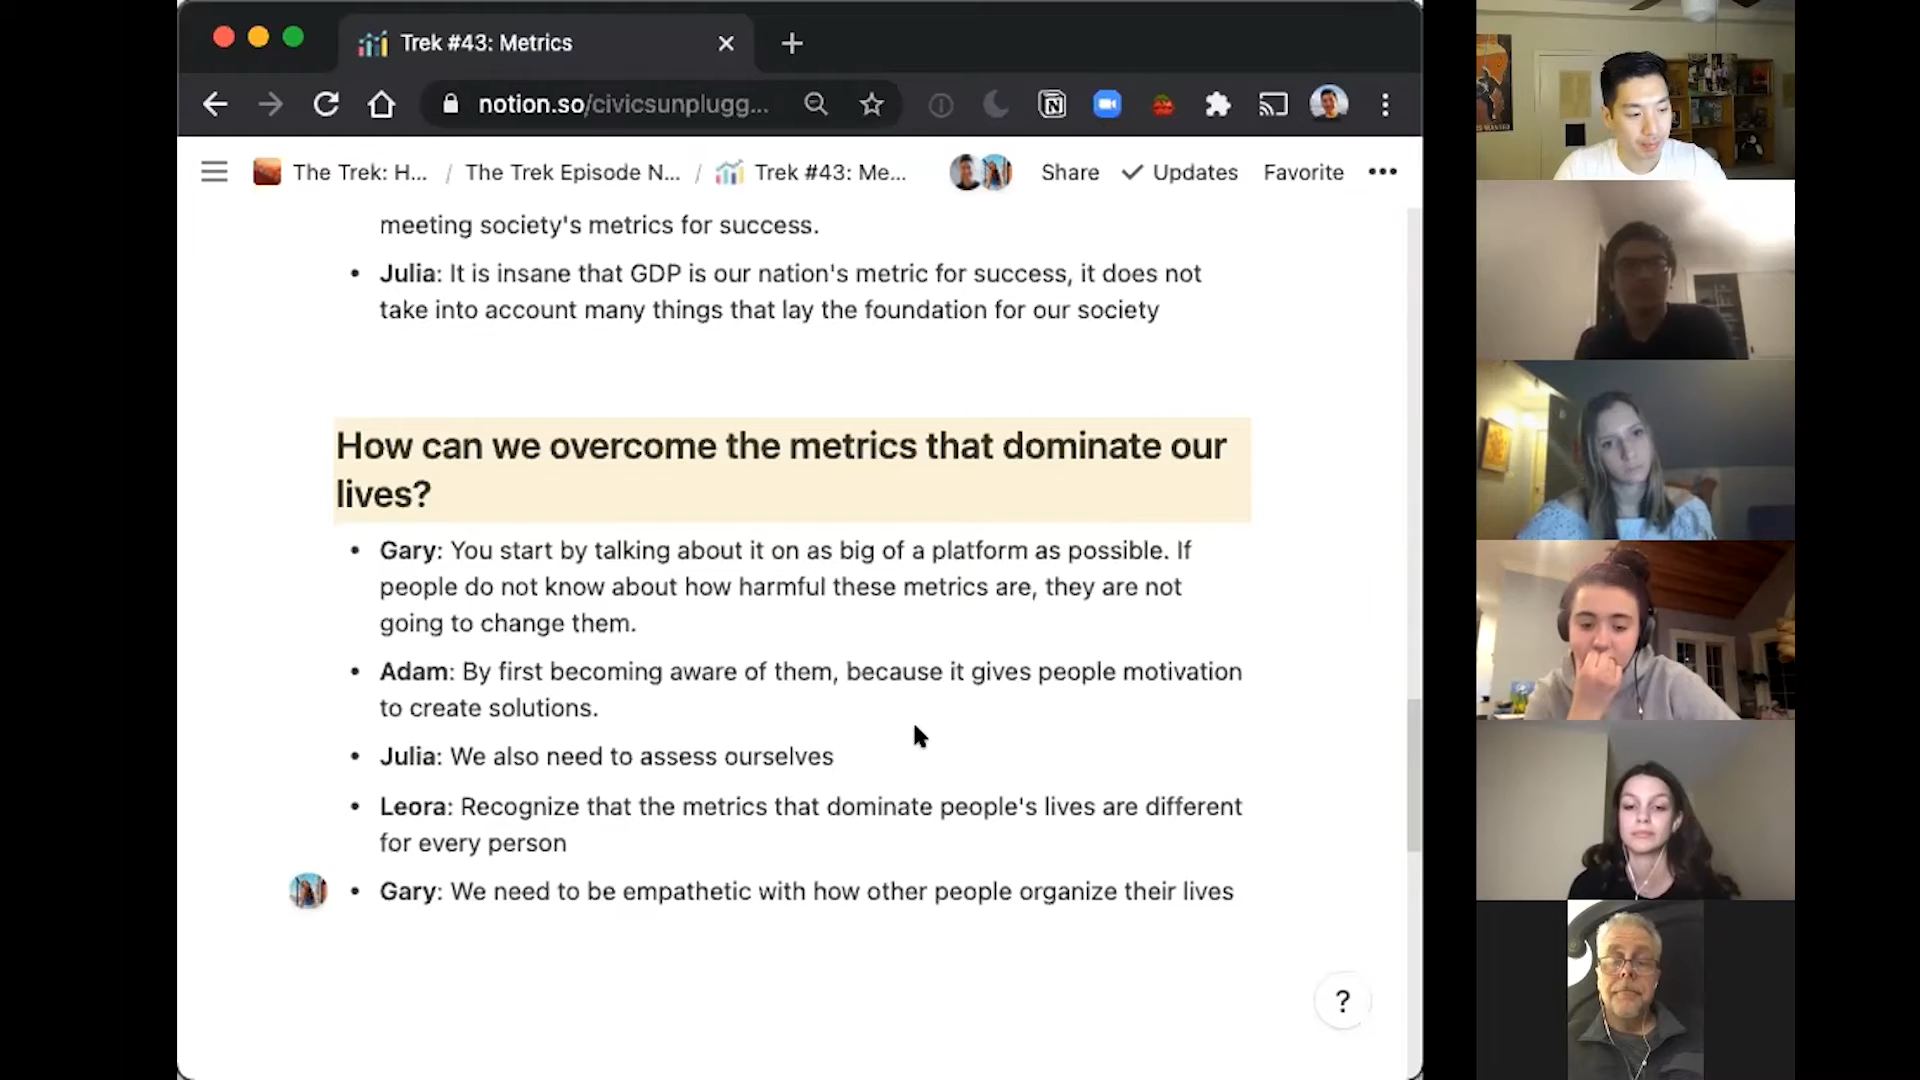 Trek #43: Metrics
notion.so/civicsunplugg...
The Trek: H... / The Trek Episode N... / Trek #43: Me... Share Updates Favorite
meeting society's metrics for success.
• Julia: It is insane that GDP is our nation's metric for success, it does not
take into account many things that lay the foundation for our society
How can we overcome the metrics that dominate our
lives?
• Gary: You start by talking about it on as big of a platform as possible. If
people do not know about how harmful these metrics are, they are not
going to change them.
• Adam: By first becoming aware of them, because it gives people motivation
to create solutions.
• Julia: We also need to assess ourselves
• Leora: Recognize that the metrics that dominate people's lives are different
for every person
• Gary: We need to be empathetic with how other people organize their lives
?